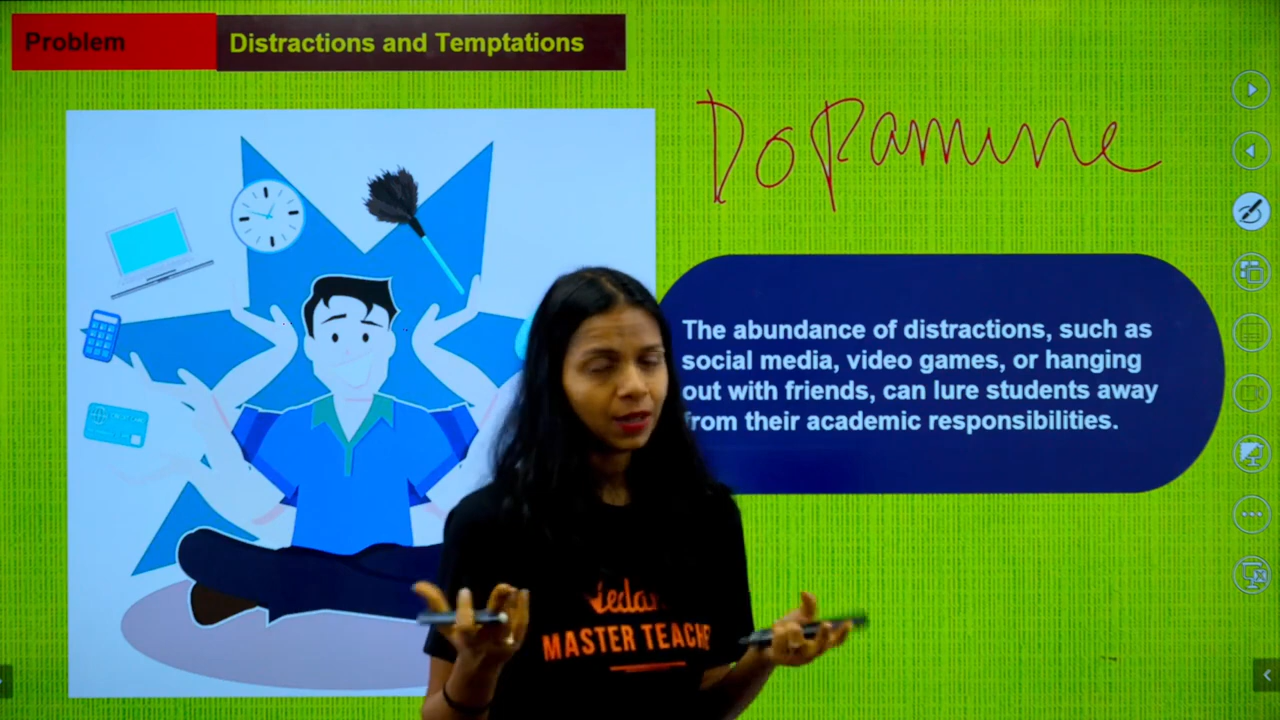 Problem
Distractions and Temptations
Dopamine
The abundance of distractions, such as
social media, video games, or hanging
out with friends, can lure students away
from their academic responsibilities.
MASTER TEACHE